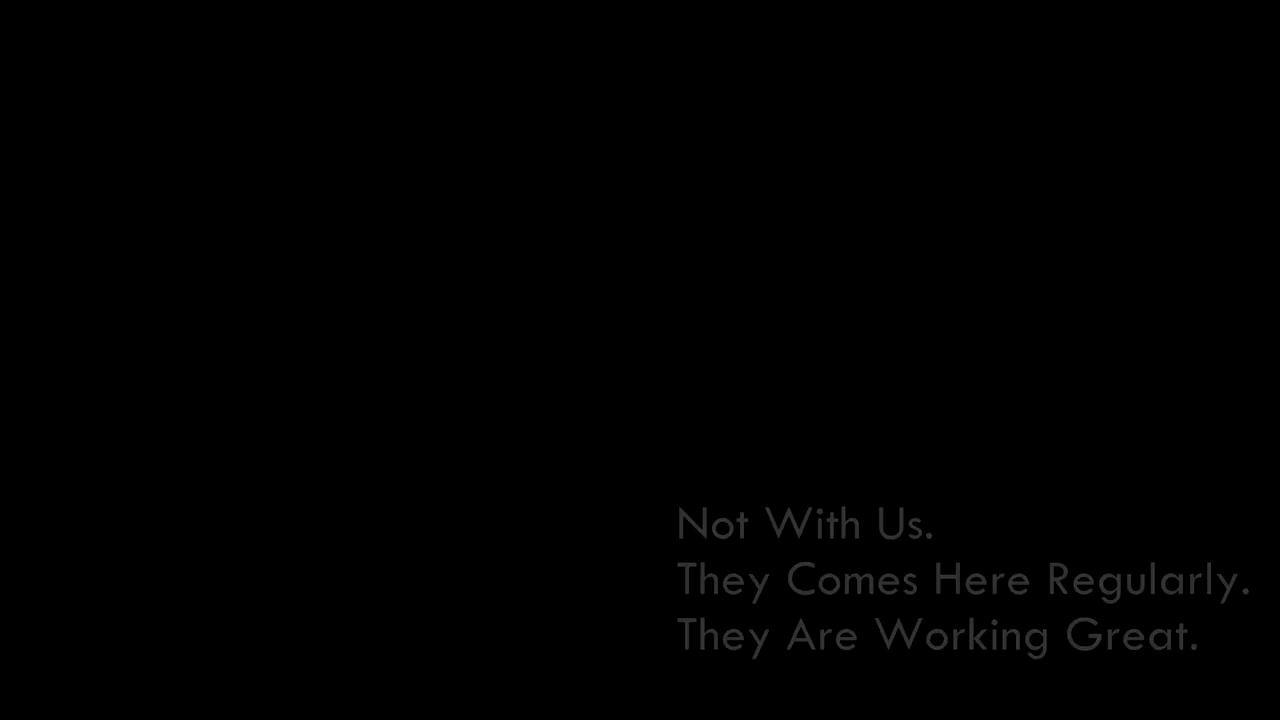 Not With Us.
They Comes Here Regularly.
They Are Working Great.